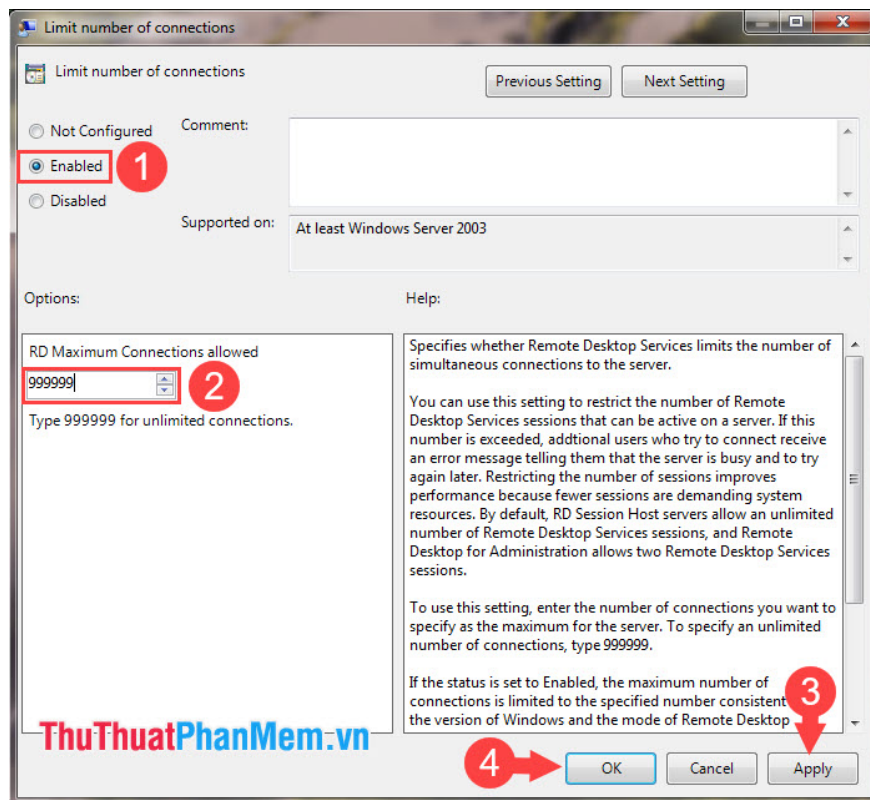 Limit number of connections
Limit number of connections
Previous Setting
Next Setting
Not Configured
Comment:
Enabled
1
Disabled
Supported on:
At least Windows Server 2003
Options:
Help:
RD Maximum Connections allowed
999999
2
Type 999999 for unlimited connections.
Specifies whether Remote Desktop Services limits the number of
simultaneous connections to the server.
You can use this setting to restrict the number of Remote
Desktop Services sessions that can be active on a server. If this
number is exceeded, addtional users who try to connect receive
an error message telling them that the server is busy and to try
again later. Restricting the number of sessions improves
performance because fewer sessions are demanding system
resources. By default, RD Session Host servers allow an unlimited
number of Remote Desktop Services sessions, and Remote
Desktop for Administration allows two Remote Desktop Services
sessions.
To use this setting, enter the number of connections you want to
specify as the maximum for the server. To specify an unlimited
number of connections, type 999999.
If the status is set to Enabled, the maximum number of
connections is limited to the specified number consistent
the version of Windows and the mode of Remote Desktop
3
ThuThuatPhanMem.vn
4
OK
Cancel
Apply